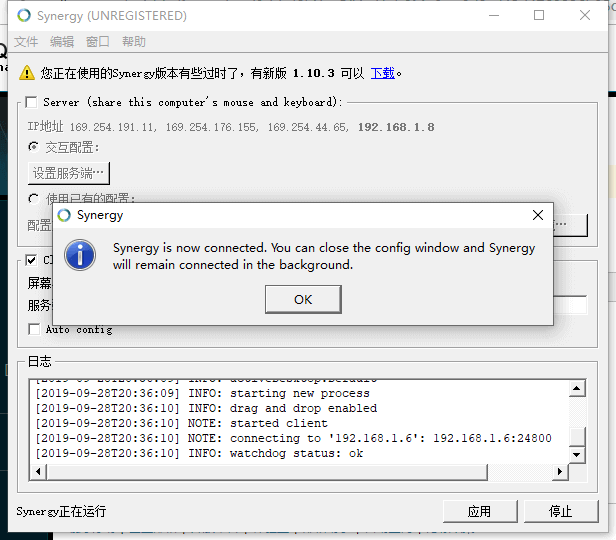 Synergy (UNREGISTERED)
文件 编辑 窗口 帮助
您正在使用的Synergy版本有些过时了，有新版 1.10.3 可以 下载。
Server (share this computer's mouse and keyboard):
IP地址 169.254.191.11, 169.254.176.155, 169.254.44.65, 192.168.1.8
交互配置:
设置服务端…
使用已有的配置:
Synergy
Synergy is now connected. You can close the config window and Synergy
will remain connected in the background.
OK
Auto config
日志
[2019-09-28T20:36:09] INFO: activeDesktop:Default
[2019-09-28T20:36:09] INFO: starting new process
[2019-09-28T20:36:10] INFO: drag and drop enabled
[2019-09-28T20:36:10] NOTE: started client
[2019-09-28T20:36:10] NOTE: connecting to '192.168.1.6': 192.168.1.6:24800
[2019-09-28T20:36:10] INFO: watchdog status: ok
Synergy正在运行
应用 停止